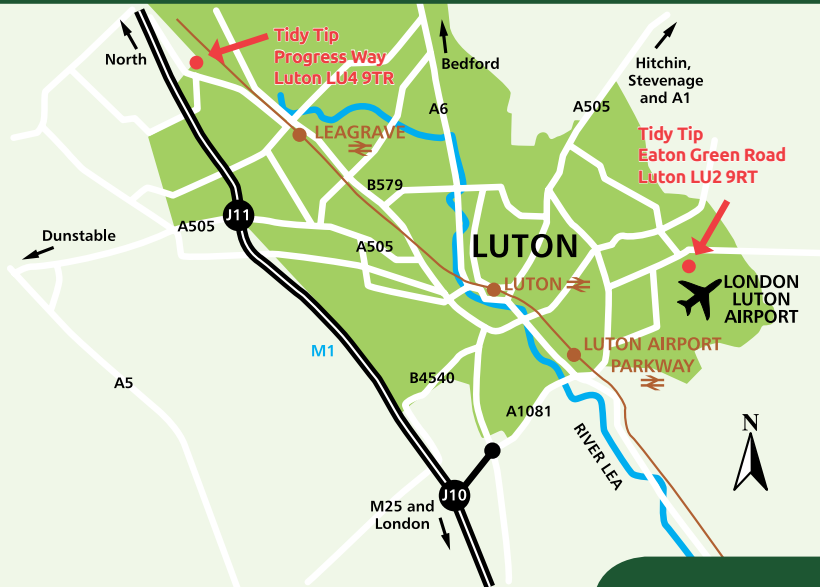 Tidy Tip
Progress Way
Luton LU4 9TR
North
Bedford
Hitchin,
Stevenage
and A1
A6
A505
Tidy Tip
Eaton Green Road
Luton LU2 9RT
LEAGRAVE
B579
J11
A505
Dunstable
A505
LUTON
LUTON
LONDON
LUTON
AIRPORT
M1
LUTON AIRPORT
PARKWAY
A5
B4540
A1081
N
RIVER LEA
J10
M25 and
London